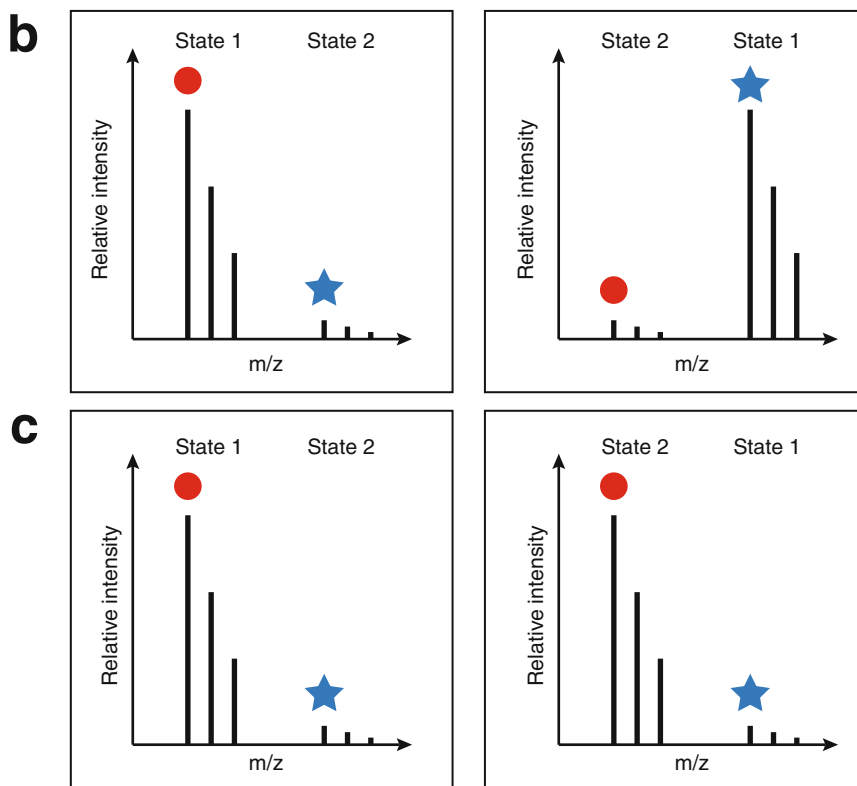 b
State 1 State 2
Relative intensity
m/z
State 2 State 1
Relative intensity
m/z
c
State 1 State 2
Relative intensity
m/z
State 2 State 1
Relative intensity
m/z